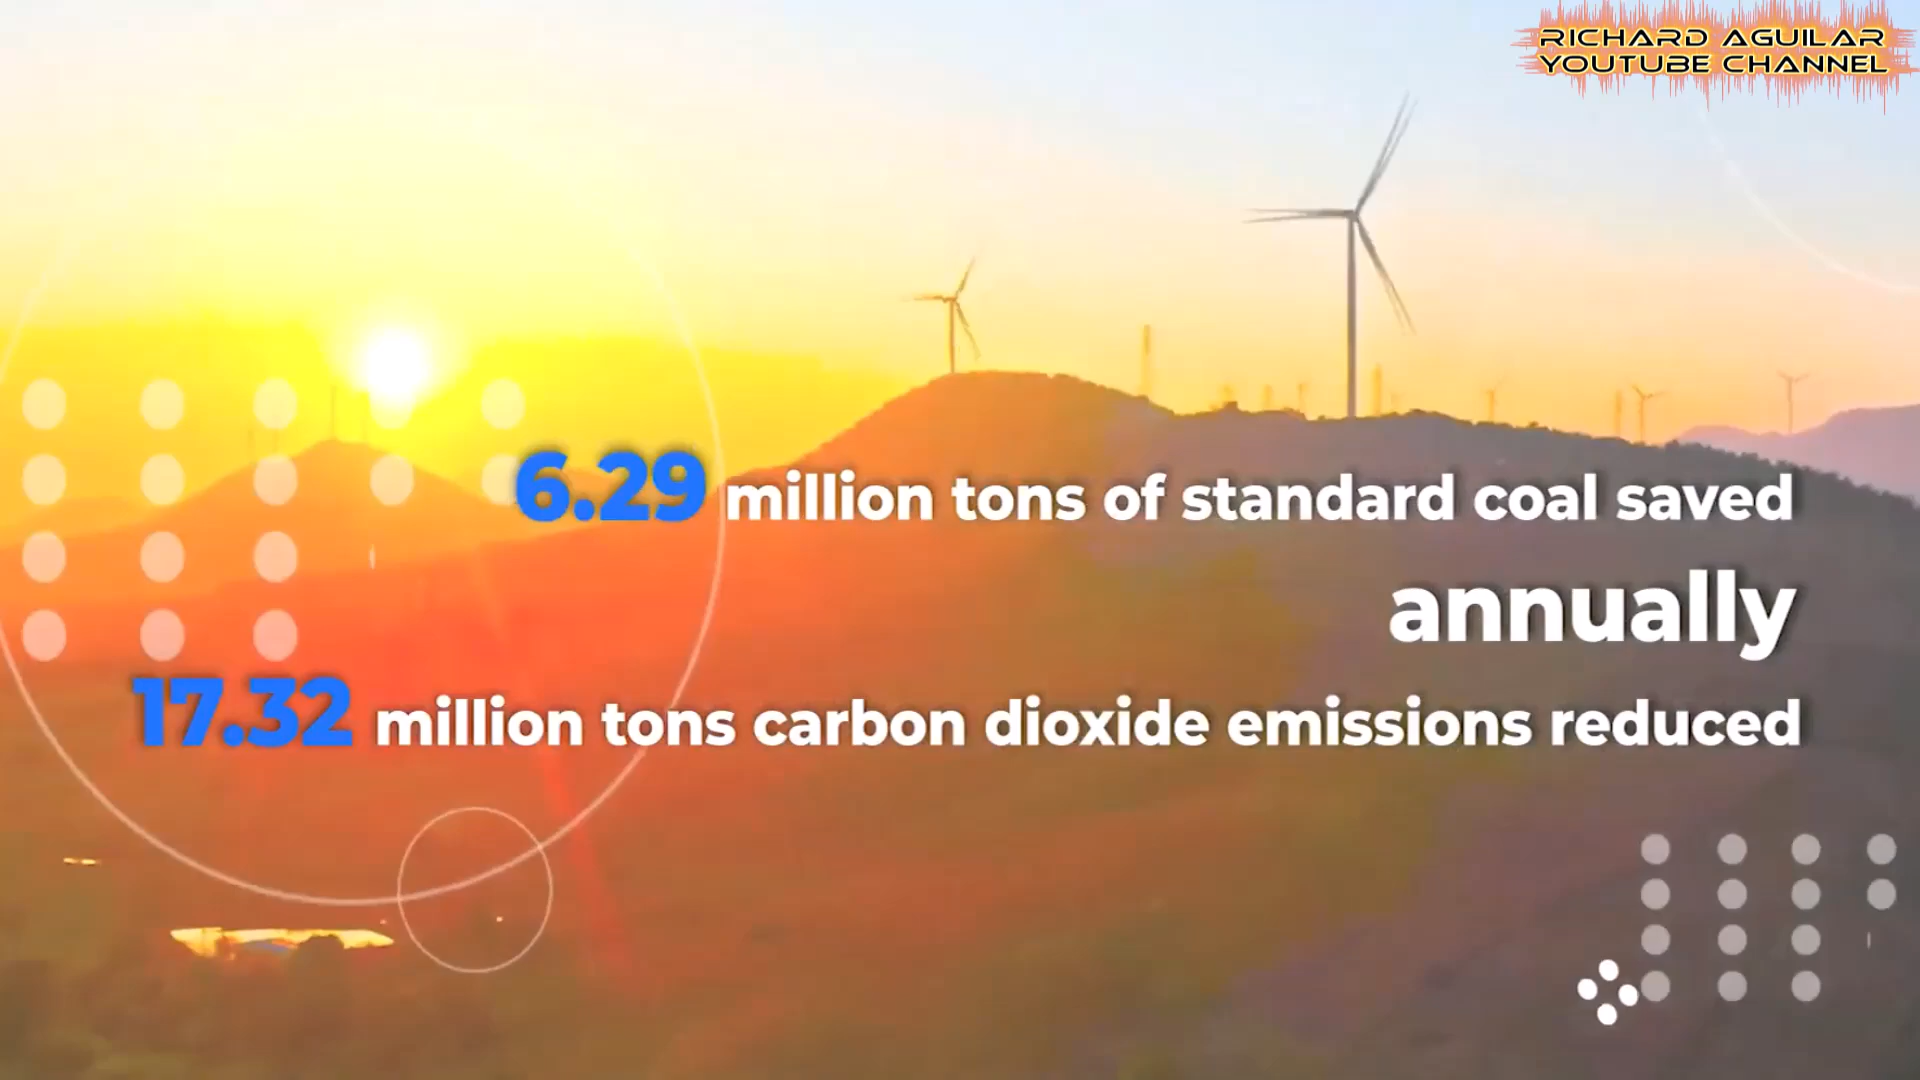 RICHARD AGUILAR
YOUTUBE CHANNEL
6.29 million tons of standard coal saved
annually
17.32 million tons carbon dioxide emissions reduced